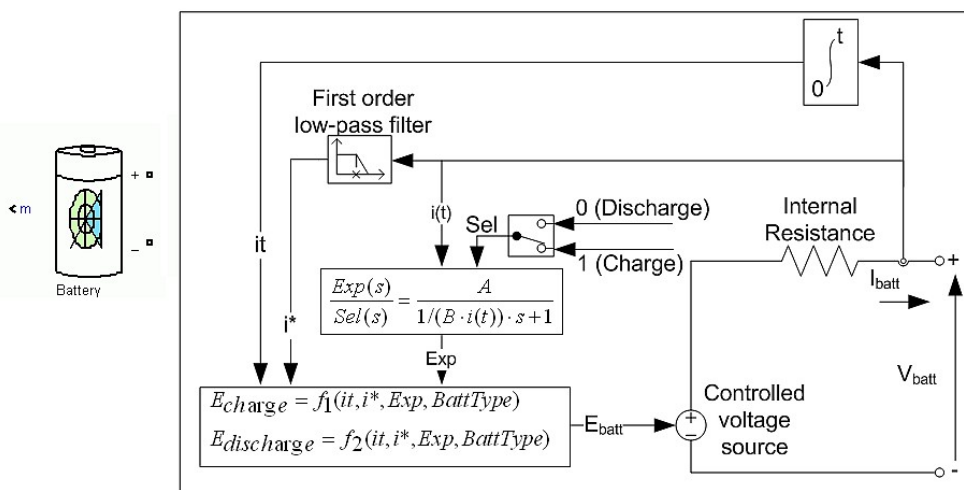 t
∫
0
First order
low-pass filter
< m
+
−
Battery
it
i*
i(t)
Sel
0 (Discharge)
1 (Charge)
Internal
Resistance
I_batt
+
Exp(s)/Sel(s) = A/(1/(B·i(t))·s+1)
Exp
E_charge = f_1(it,i*,Exp,BattType)
E_discharge = f_2(it,i*,Exp,BattType)
E_batt
+
−
Controlled
voltage
source
V_batt
-